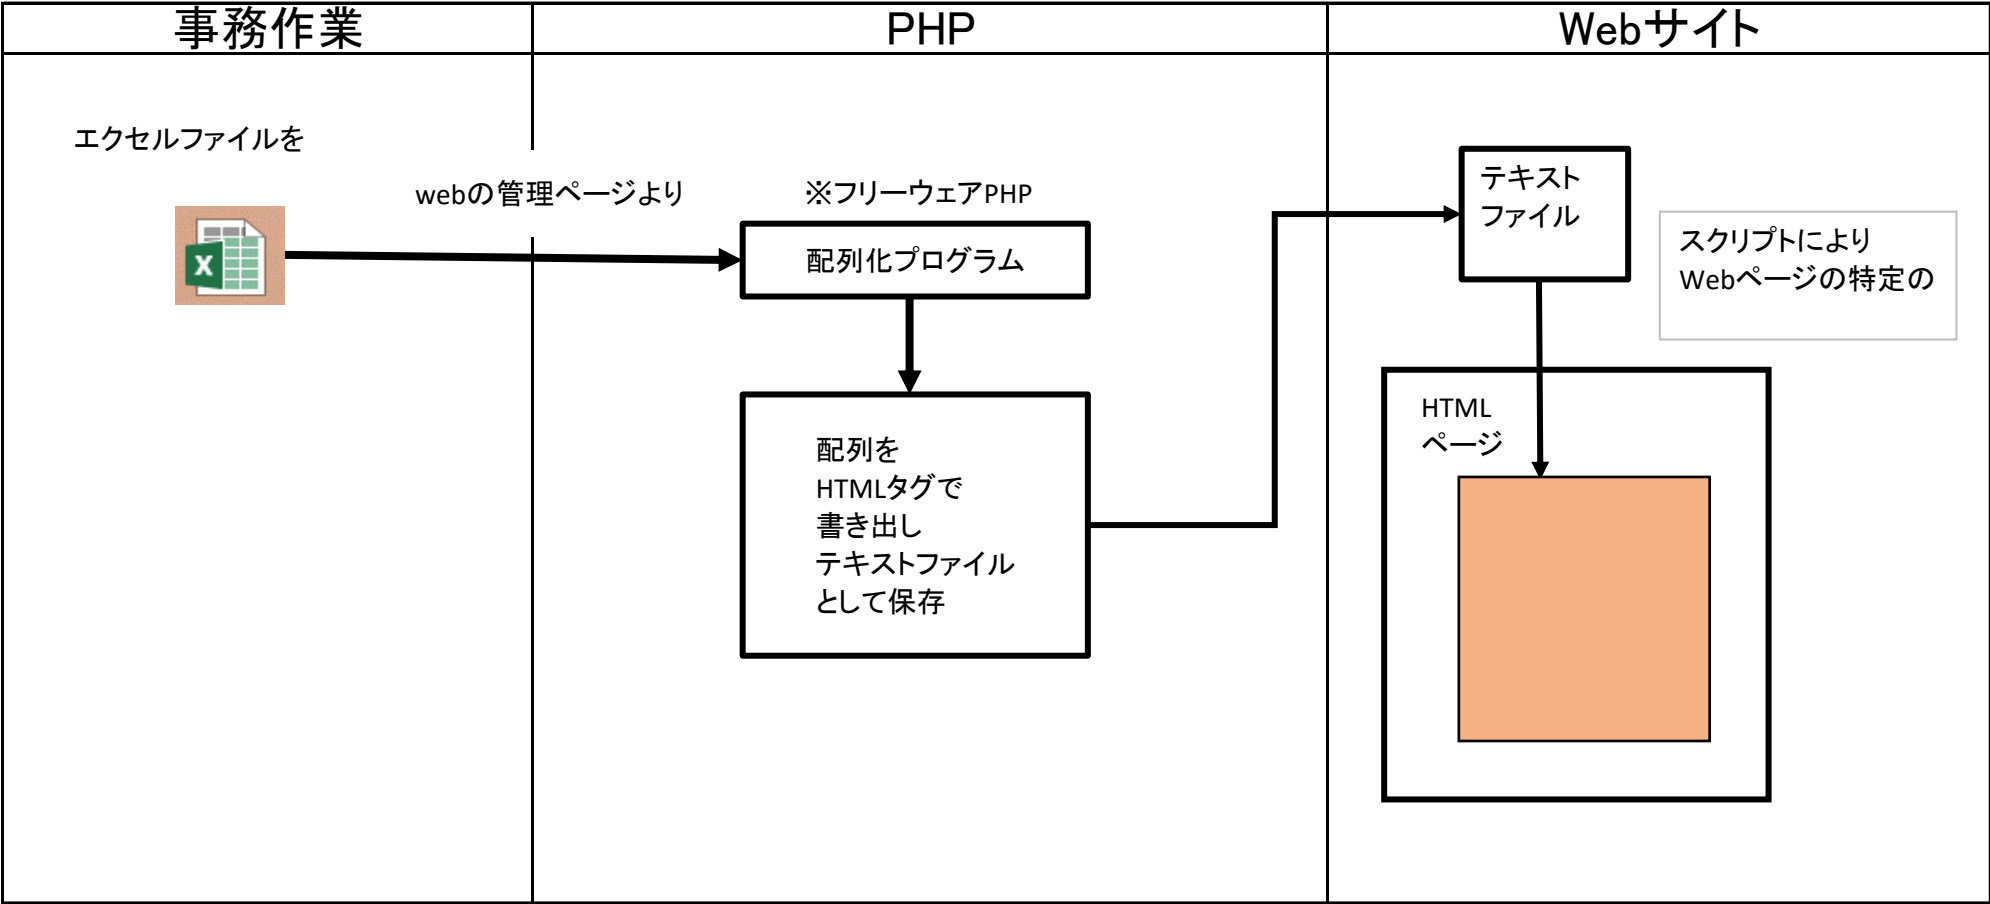 事務作業
PHP
Webサイト
エクセルファイルを
webの管理ページより
※フリーウェアPHP
配列化プログラム
配列を
HTMLタグで
書き出し
テキストファイル
として保存
テキスト
ファイル
スクリプトにより
Webページの特定の
HTML
ページ
X